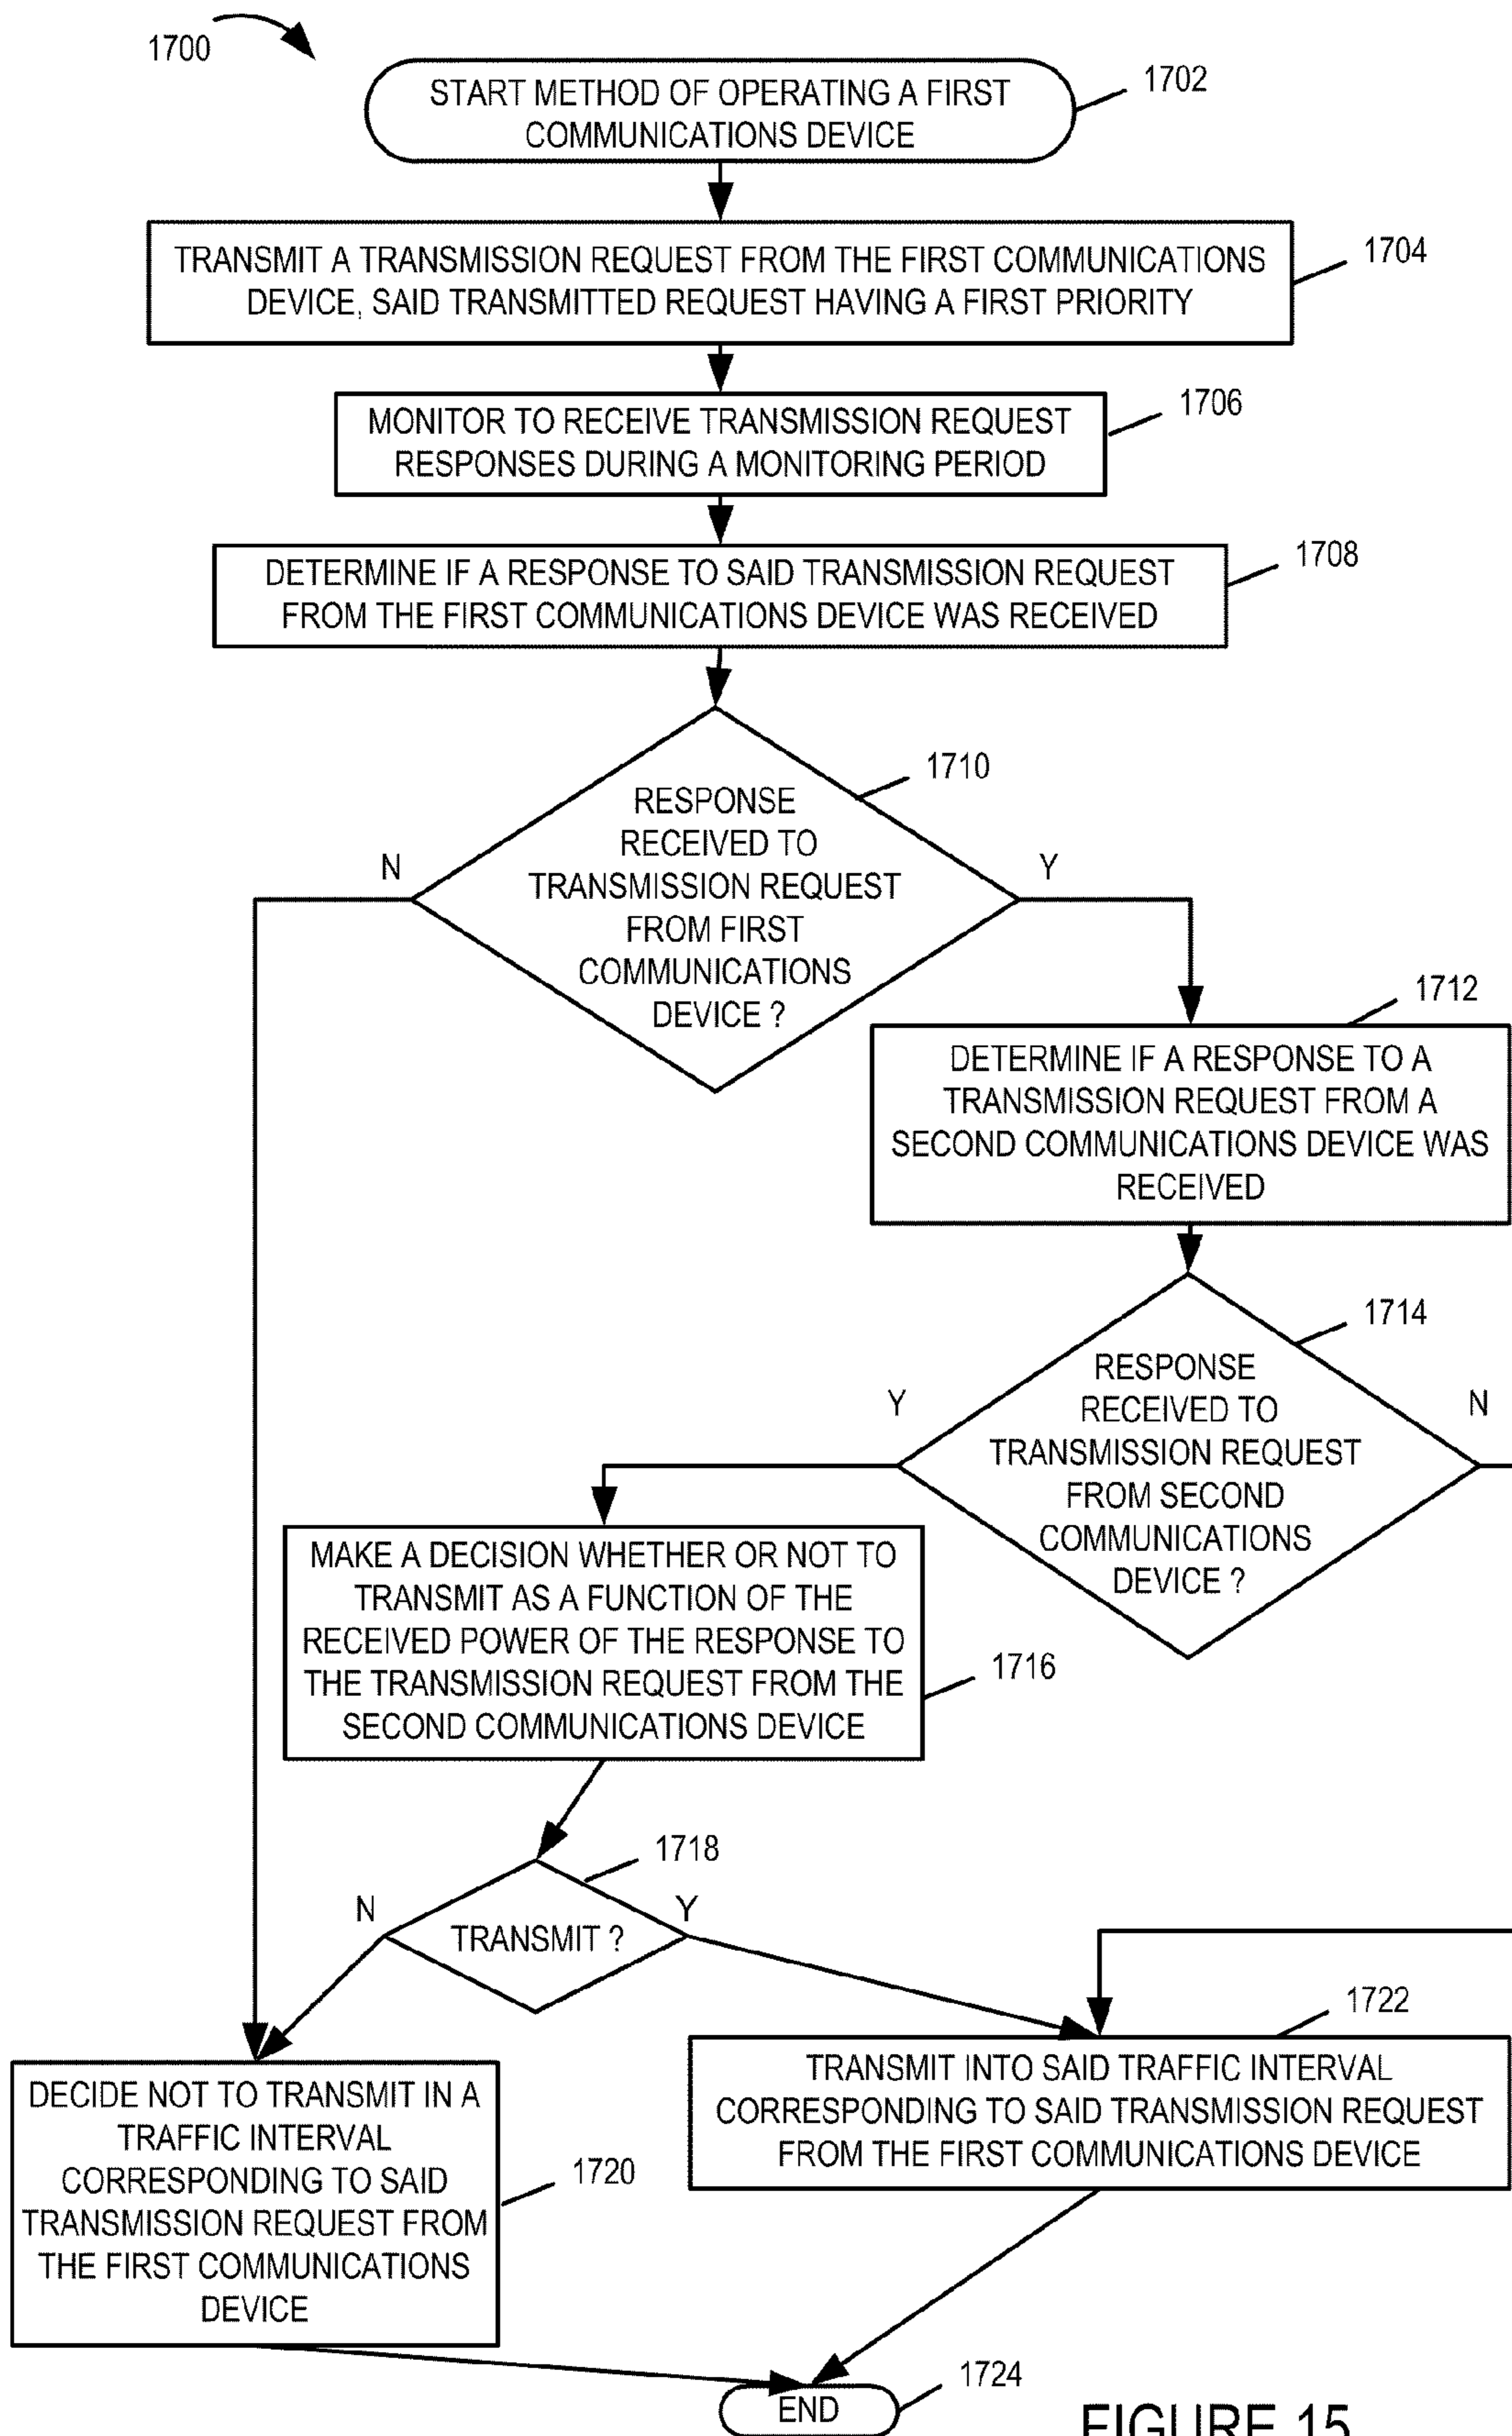 1700
START METHOD OF OPERATING A FIRST
COMMUNICATIONS DEVICE
1702
TRANSMIT A TRANSMISSION REQUEST FROM THE FIRST COMMUNICATIONS
DEVICE, SAID TRANSMITTED REQUEST HAVING A FIRST PRIORITY
1704
MONITOR TO RECEIVE TRANSMISSION REQUEST
RESPONSES DURING A MONITORING PERIOD
1706
DETERMINE IF A RESPONSE TO SAID TRANSMISSION REQUEST
FROM THE FIRST COMMUNICATIONS DEVICE WAS RECEIVED
1708
RESPONSE
RECEIVED TO
TRANSMISSION REQUEST
FROM FIRST
COMMUNICATIONS
DEVICE ?
1710
N
Y
1712
DETERMINE IF A RESPONSE TO A
TRANSMISSION REQUEST FROM A
SECOND COMMUNICATIONS DEVICE WAS
RECEIVED
1714
RESPONSE
RECEIVED TO
TRANSMISSION REQUEST
FROM SECOND
COMMUNICATIONS
DEVICE ?
Y
N
MAKE A DECISION WHETHER OR NOT TO
TRANSMIT AS A FUNCTION OF THE
RECEIVED POWER OF THE RESPONSE TO
THE TRANSMISSION REQUEST FROM THE
SECOND COMMUNICATIONS DEVICE
1716
1718
N
Y
TRANSMIT ?
1722
TRANSMIT INTO SAID TRAFFIC INTERVAL
CORRESPONDING TO SAID TRANSMISSION REQUEST
FROM THE FIRST COMMUNICATIONS DEVICE
DECIDE NOT TO TRANSMIT IN A
TRAFFIC INTERVAL
CORRESPONDING TO SAID
TRANSMISSION REQUEST FROM
THE FIRST COMMUNICATIONS
DEVICE
1720
END
1724
FIGURE 15